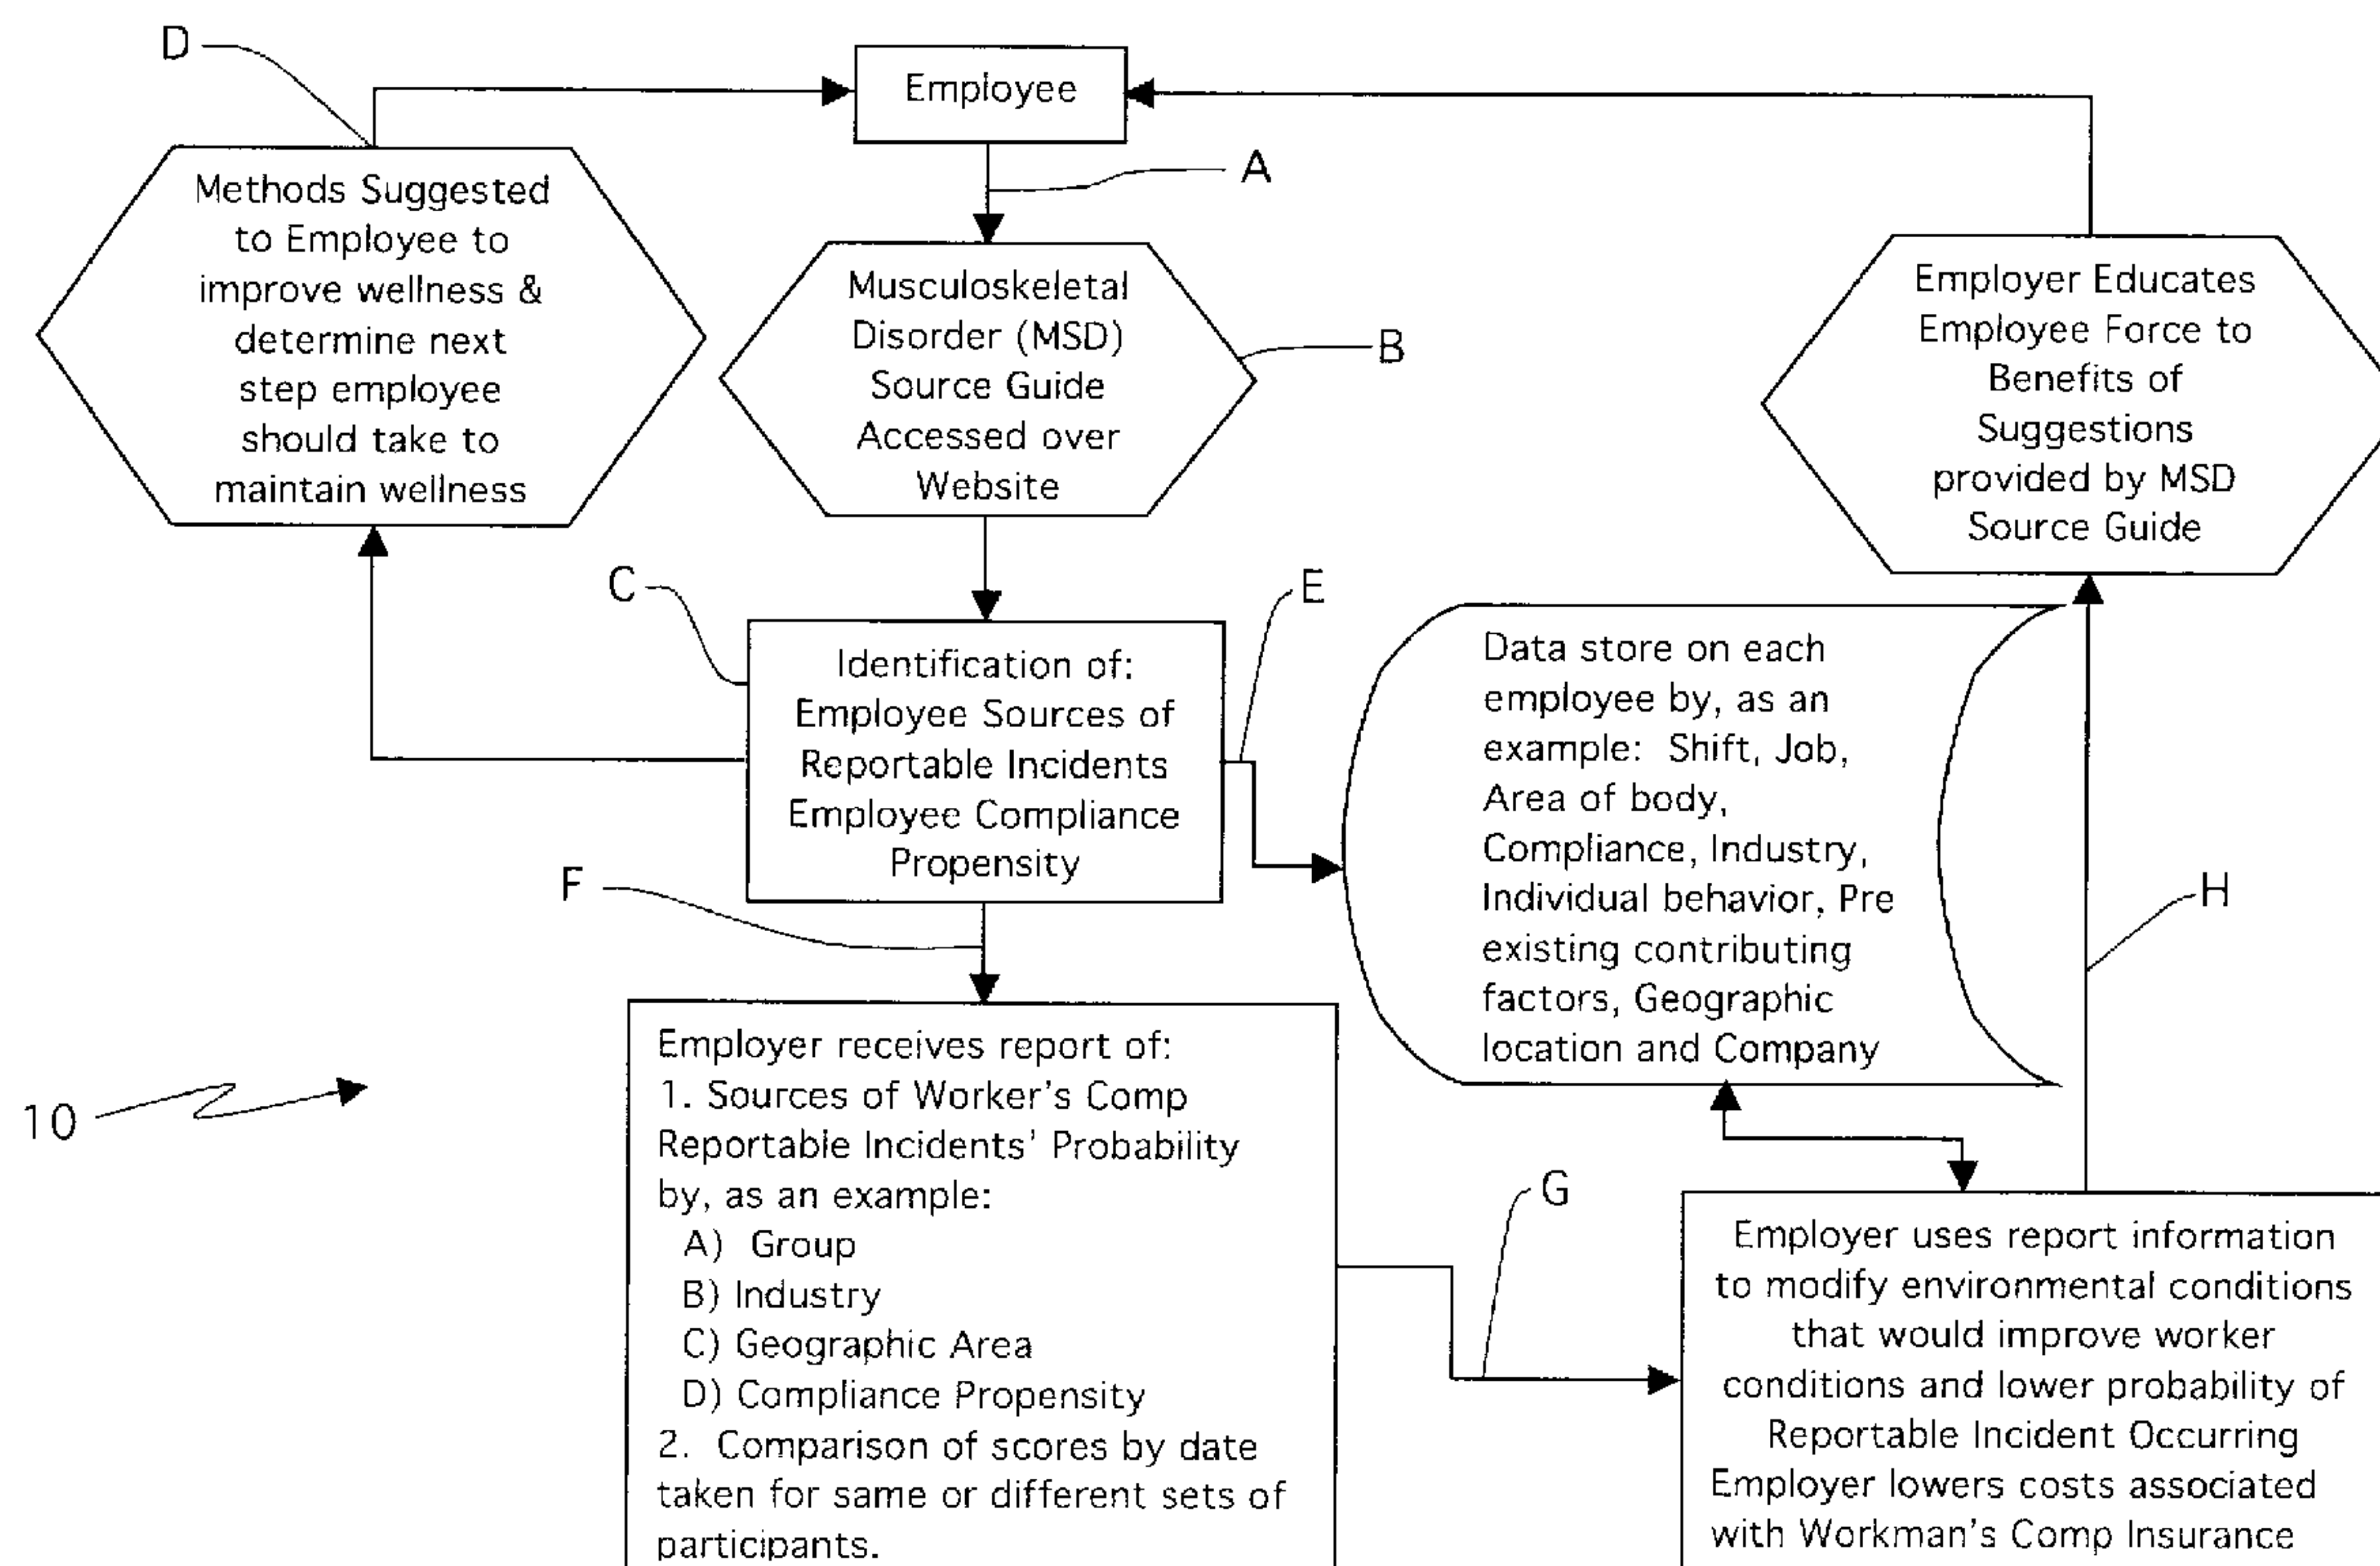 D
Employee
A
Methods Suggested
to Employee to
improve wellness &
determine next
step employee
should take to
maintain wellness
Musculoskeletal
Disorder (MSD)
Source Guide
Accessed over
Website
B
Employer Educates
Employee Force to
Benefits of
Suggestions
provided by MSD
Source Guide
C
Identification of:
Employee Sources of
Reportable Incidents
Employee Compliance
Propensity
E
Data store on each
employee by, as an
example: Shift, Job,
Area of body,
Compliance, Industry,
Individual behavior, Pre
existing contributing
factors, Geographic
location and Company
F
H
10
Employer receives report of:
1. Sources of Worker's Comp
Reportable Incidents' Probability
by, as an example:
A) Group
B) Industry
C) Geographic Area
D) Compliance Propensity
2. Comparison of scores by date
taken for same or different sets of
participants.
G
Employer uses report information
to modify environmental conditions
that would improve worker
conditions and lower probability of
Reportable Incident Occurring
Employer lowers costs associated
with Workman's Comp Insurance